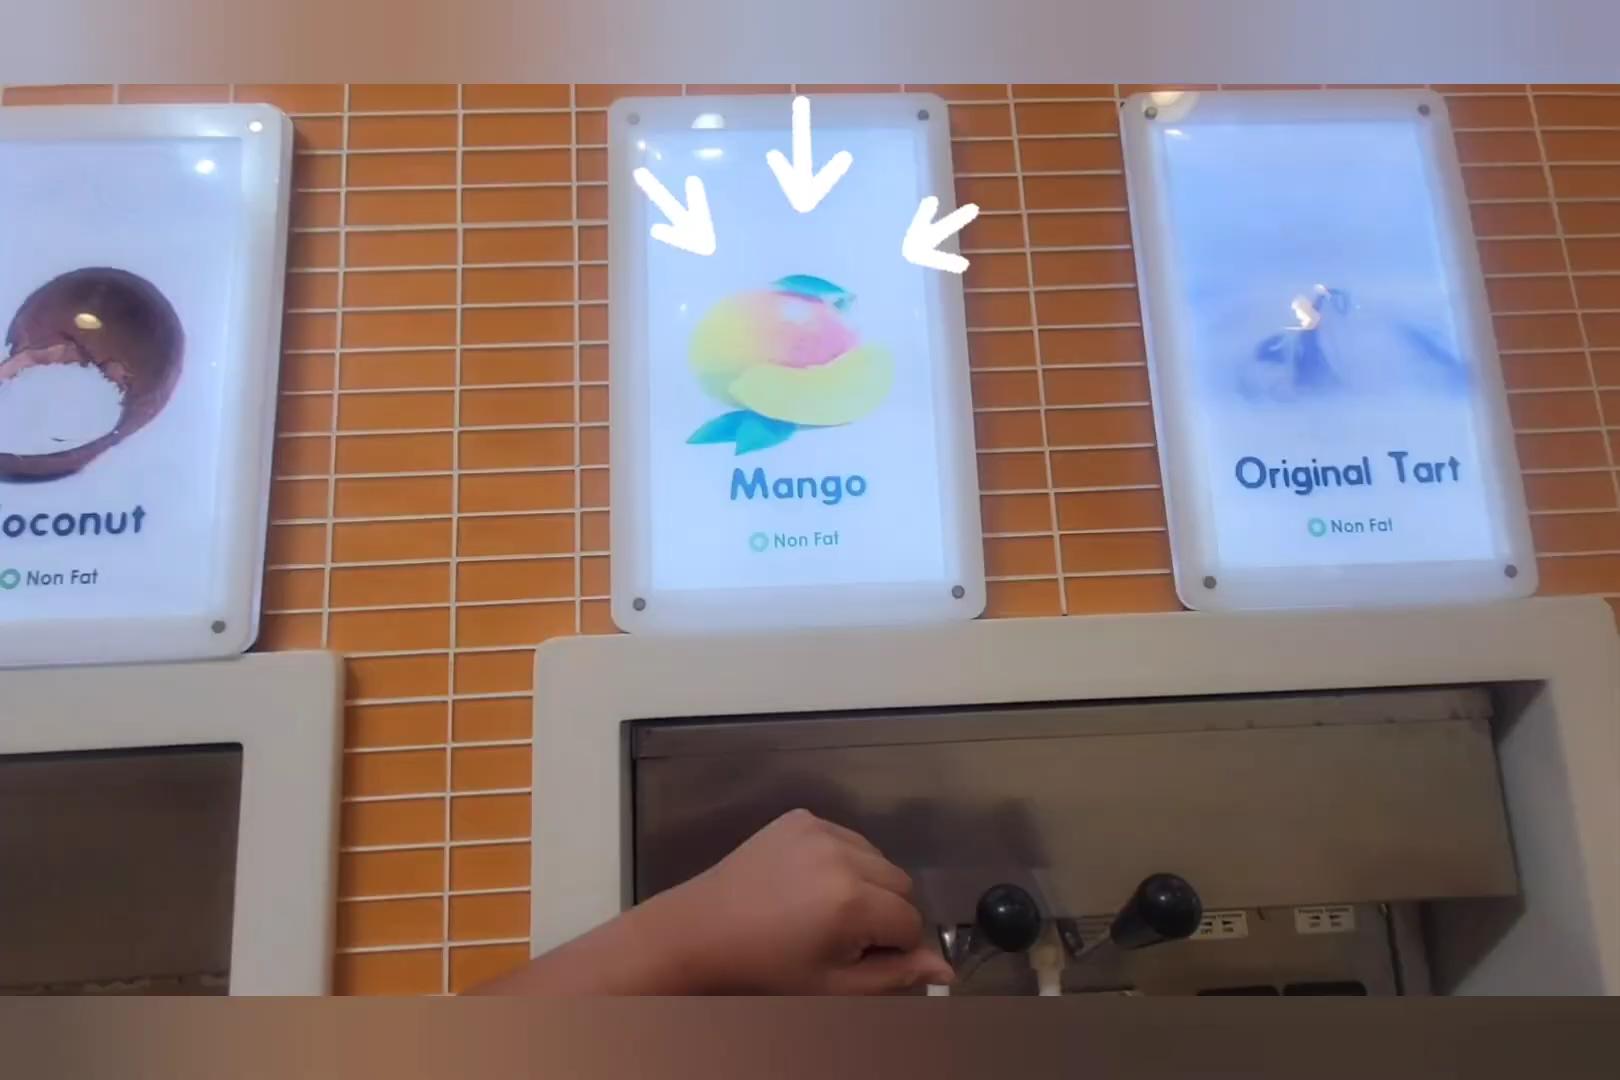 oconut
Non Fat
Mango
Non Fat
Original Tart
Non Fat